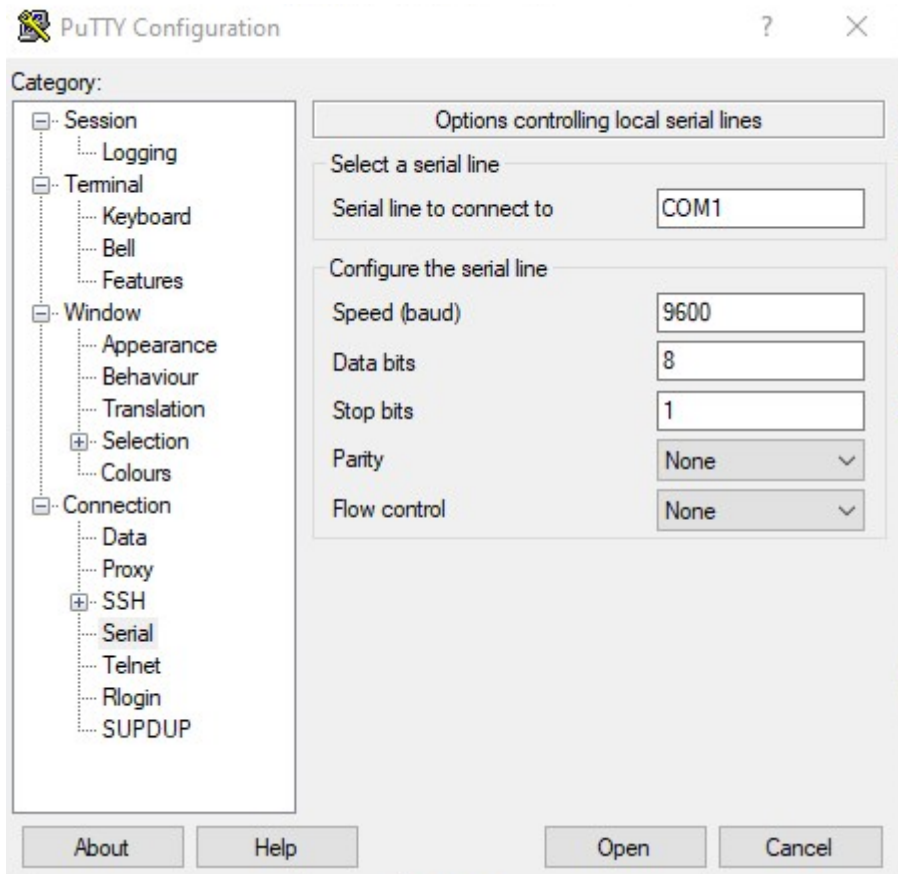 PuTTY Configuration
?
Category:
Session
Logging
Terminal
Keyboard
Bell
Features
Window
Appearance
Behaviour
Translation
Selection
Colours
Connection
Data
Proxy
SSH
Serial
Telnet
Rlogin
SUPDUP
Options controlling local serial lines
Select a serial line
Serial line to connect to COM1
Configure the serial line
Speed (baud) 9600
Data bits 8
Stop bits 1
Parity None
Flow control None
About Help Open Cancel